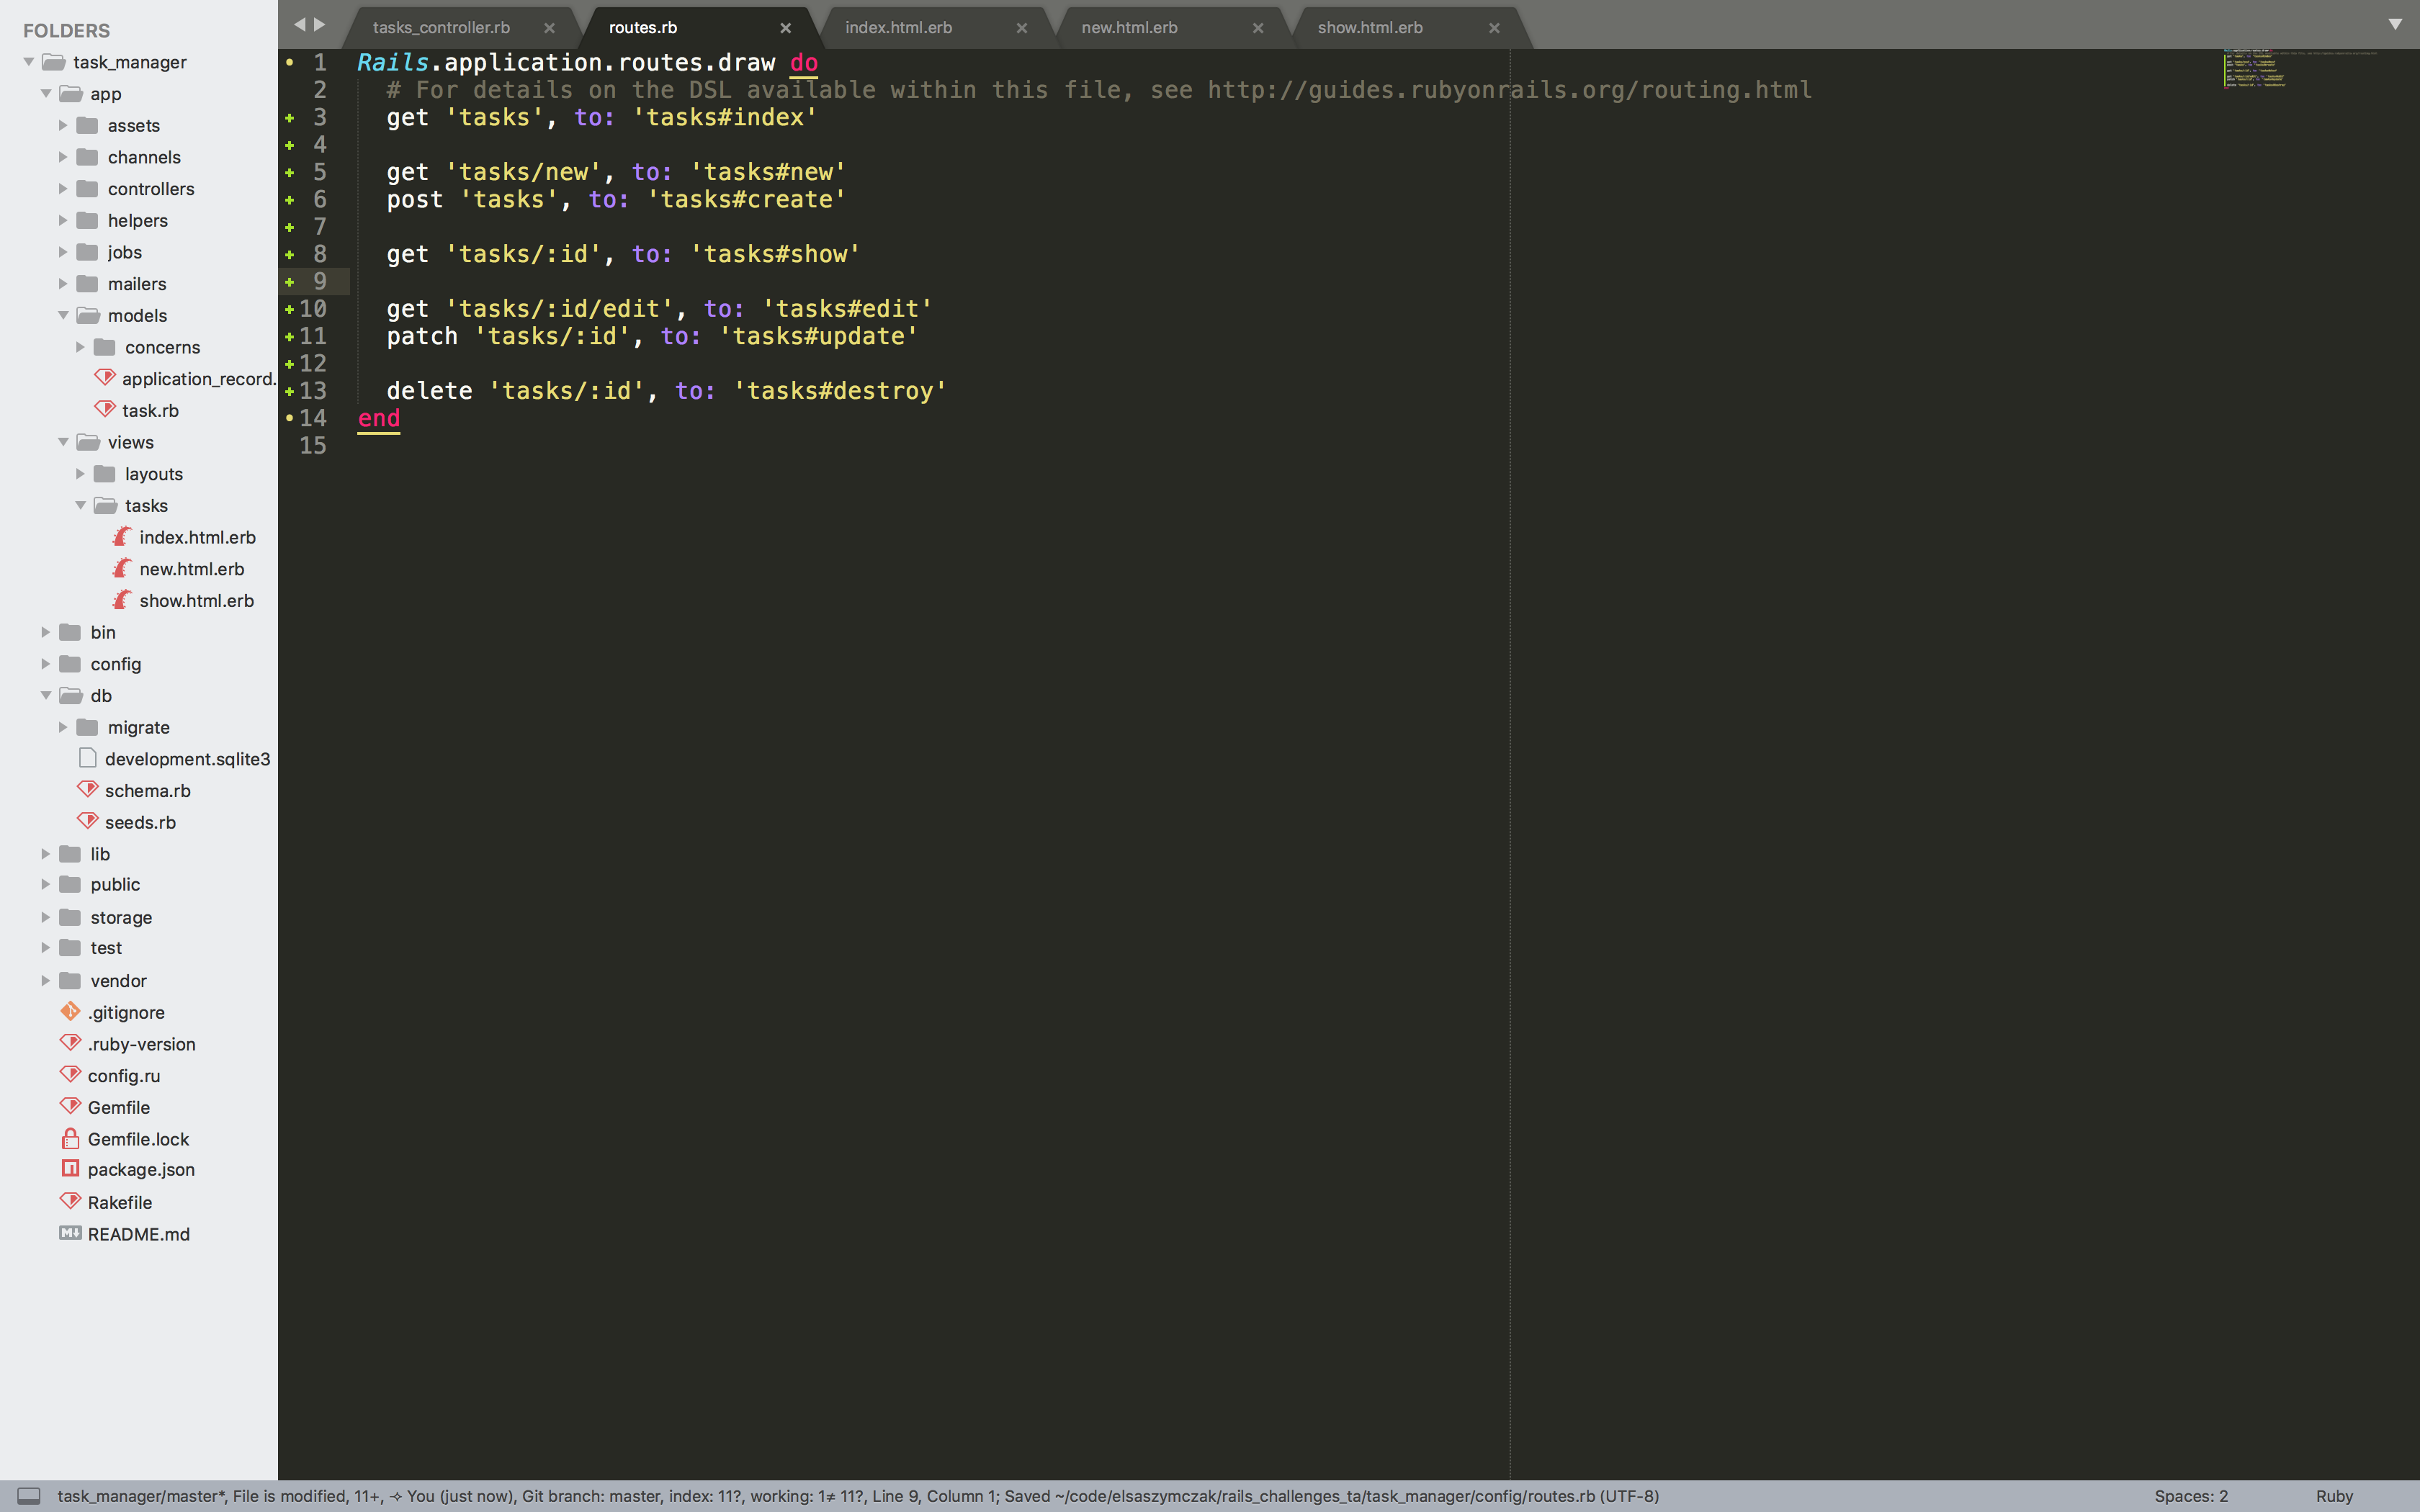 FOLDERS
task_manager
app
assets
channels
controllers
helpers
jobs
mailers
models
concerns
application_record.
task.rb
views
layouts
tasks
index.html.erb
new.html.erb
show.html.erb
bin
config
db
migrate
development.sqlite3
schema.rb
seeds.rb
lib
public
storage
test
vendor
.gitignore
.ruby-version
config.ru
Gemfile
Gemfile.lock
package.json
Rakefile
README.md
tasks_controller.rb × routes.rb × index.html.erb × new.html.erb × show.html.erb ×
1 Rails.application.routes.draw do
2 # For details on the DSL available within this file, see http://guides.rubyonrails.org/routing.html
3 get 'tasks', to: 'tasks#index'
4
5 get 'tasks/new', to: 'tasks#new'
6 post 'tasks', to: 'tasks#create'
7
8 get 'tasks/:id', to: 'tasks#show'
9
10 get 'tasks/:id/edit', to: 'tasks#edit'
11 patch 'tasks/:id', to: 'tasks#update'
12
13 delete 'tasks/:id', to: 'tasks#destroy'
14 end
15
task_manager/master*, File is modified, 11+, ⟢ You (just now), Git branch: master, index: 11?, working: 1≠ 11?, Line 9, Column 1; Saved ~/code/elsaszymczak/rails_challenges_ta/task_manager/config/routes.rb (UTF-8) Spaces: 2 Ruby